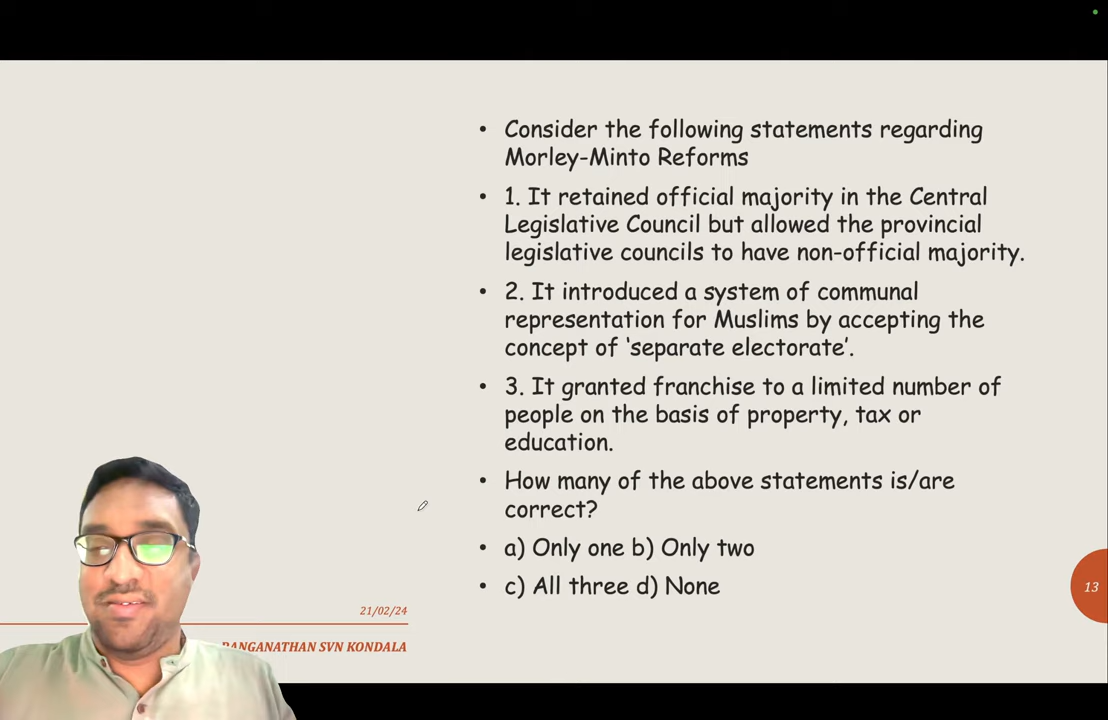 • Consider the following statements regarding
Morley-Minto Reforms
• 1. It retained official majority in the Central
Legislative Council but allowed the provincial
legislative councils to have non-official majority.
• 2. It introduced a system of communal
representation for Muslims by accepting the
concept of ‘separate electorate’.
• 3. It granted franchise to a limited number of
people on the basis of property, tax or
education.
• How many of the above statements is/are
correct?
• a) Only one b) Only two
• c) All three d) None
13
21/02/24
RANGANATHAN SVN KONDALA